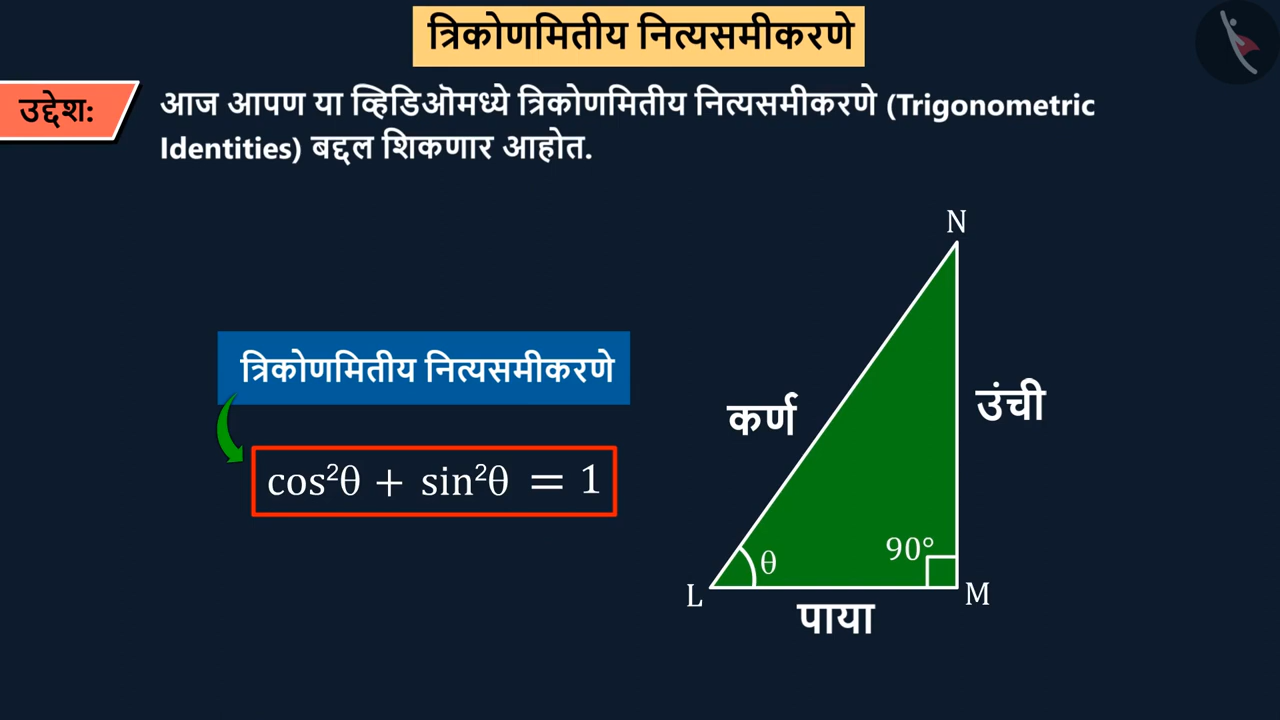 त्रिकोणमितीय नित्यसमीकरणे
उद्देश:
आज आपण या व्हिडिओमध्ये त्रिकोणमितीय नित्यसमीकरणे (Trigonometric
Identities) बद्दल शिकणार आहोत.
त्रिकोणमितीय नित्यसमीकरणे
cos²θ + sin²θ = 1
N
कर्ण
उंची
90°
θ
L
M
पाया